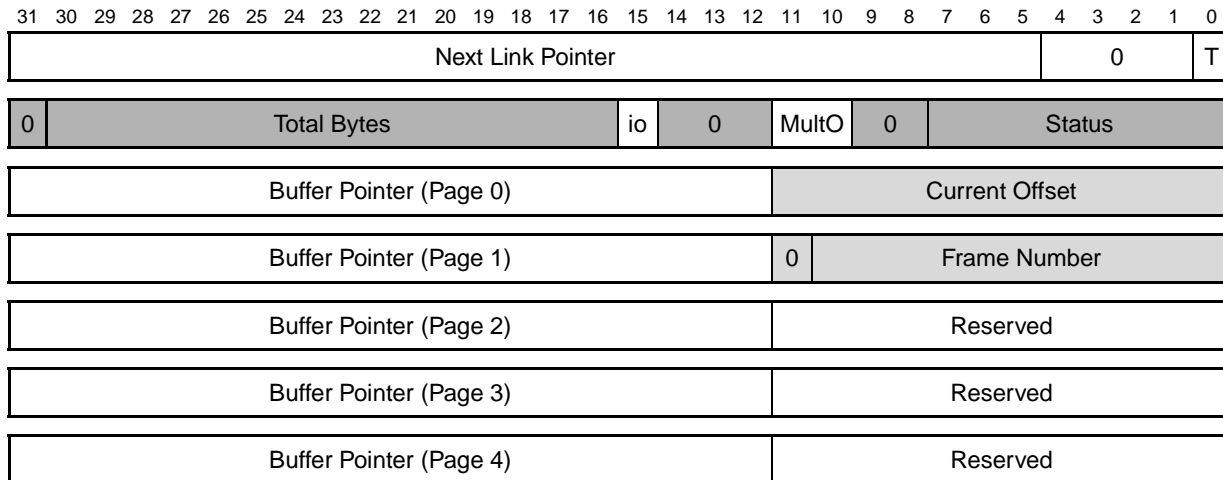 31 30 29 28 27 26 25 24 23 22 21 20 19 18 17 16 15 14 13 12 11 10 9 8 7 6 5 4 3 2 1 0
Next Link Pointer 0 T
0 Total Bytes io 0 MultO 0 Status
Buffer Pointer (Page 0) Current Offset
Buffer Pointer (Page 1) 0 Frame Number
Buffer Pointer (Page 2) Reserved
Buffer Pointer (Page 3) Reserved
Buffer Pointer (Page 4) Reserved